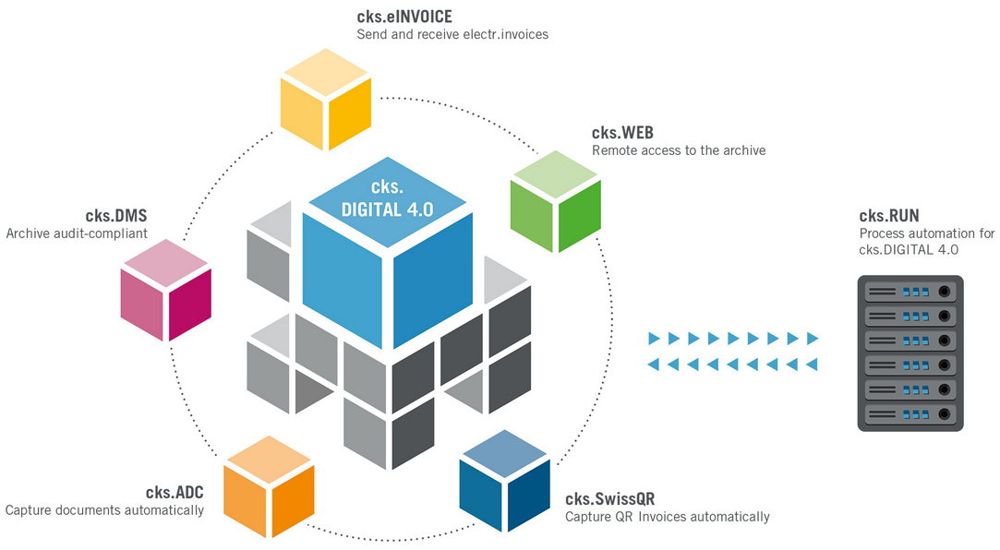 cks.eINVOICE
Send and receive electr.invoices
cks.WEB
Remote access to the archive
cks.
DIGITAL 4.0
cks.DMS
Archive audit-compliant
cks.RUN
Process automation for
cks.DIGITAL 4.0
cks.ADC
Capture documents automatically
cks.SwissQR
Capture QR Invoices automatically